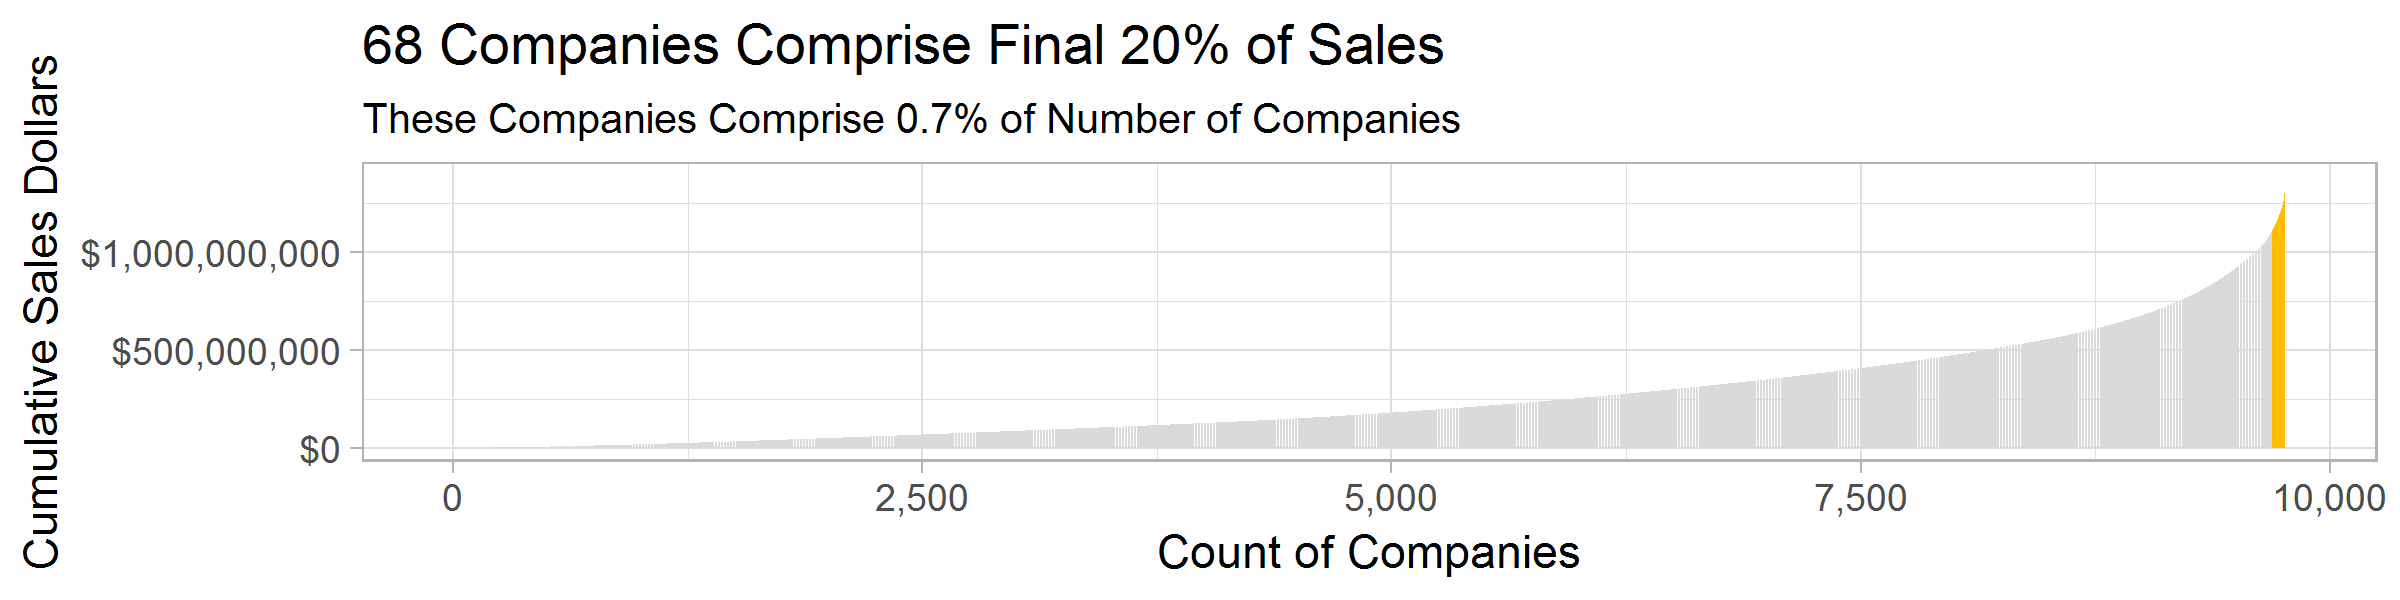 68 Companies Comprise Final 20% of Sales
These Companies Comprise 0.7% of Number of Companies
Cumulative Sales Dollars
$1,000,000,000
$500,000,000
$0
0
2,500
5,000
7,500
10,000
Count of Companies